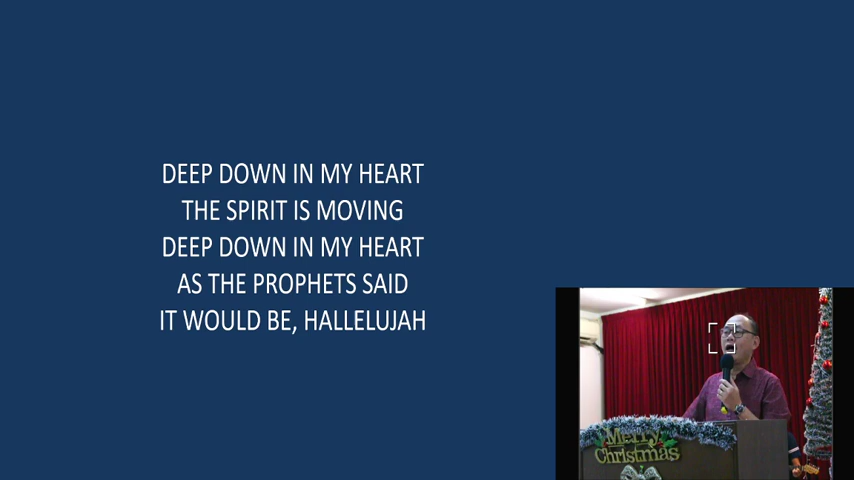 DEEP DOWN IN MY HEART
THE SPIRIT IS MOVING
DEEP DOWN IN MY HEART
AS THE PROPHETS SAID
IT WOULD BE, HALLELUJAH
Merry
Christmas